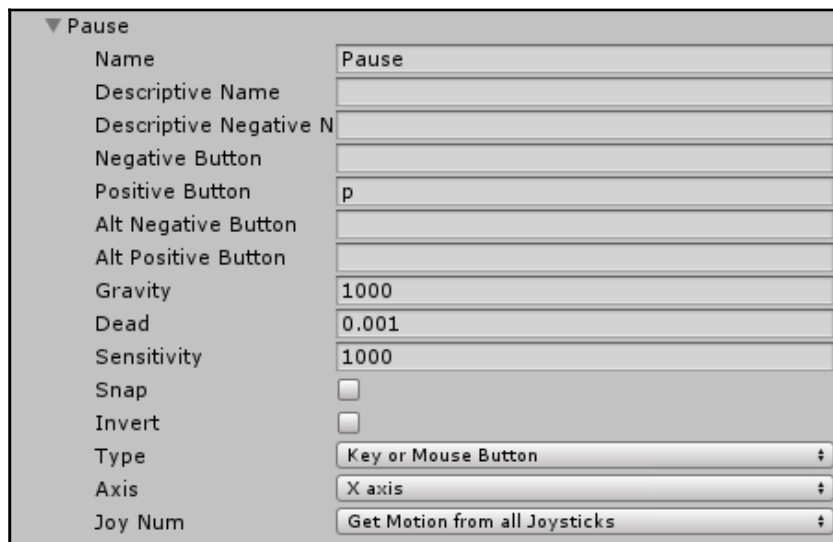 Pause
Name Pause
Descriptive Name
Descriptive Negative N
Negative Button
Positive Button p
Alt Negative Button
Alt Positive Button
Gravity 1000
Dead 0.001
Sensitivity 1000
Snap
Invert
Type Key or Mouse Button
Axis X axis
Joy Num Get Motion from all Joysticks